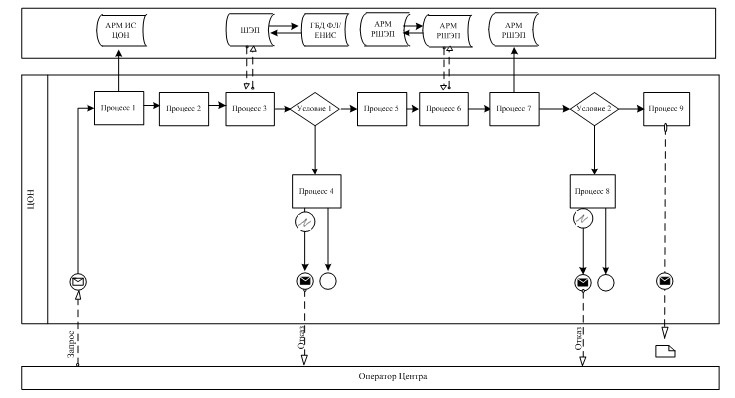 АРМ ИС
ЦОН
ШЭП
ГБД ФЛ/
ЕНИС
АРМ
РШЭП
АРМ
РШЭП
АРМ
РШЭП
ЦОН
Процесс 1
Процесс 2
Процесс 3
Условие 1
Процесс 5
Процесс 6
Процесс 7
Условие 2
Процесс 9
Процесс 4
Процесс 8
Запрос
Отказ
Отказ
Оператор Центра